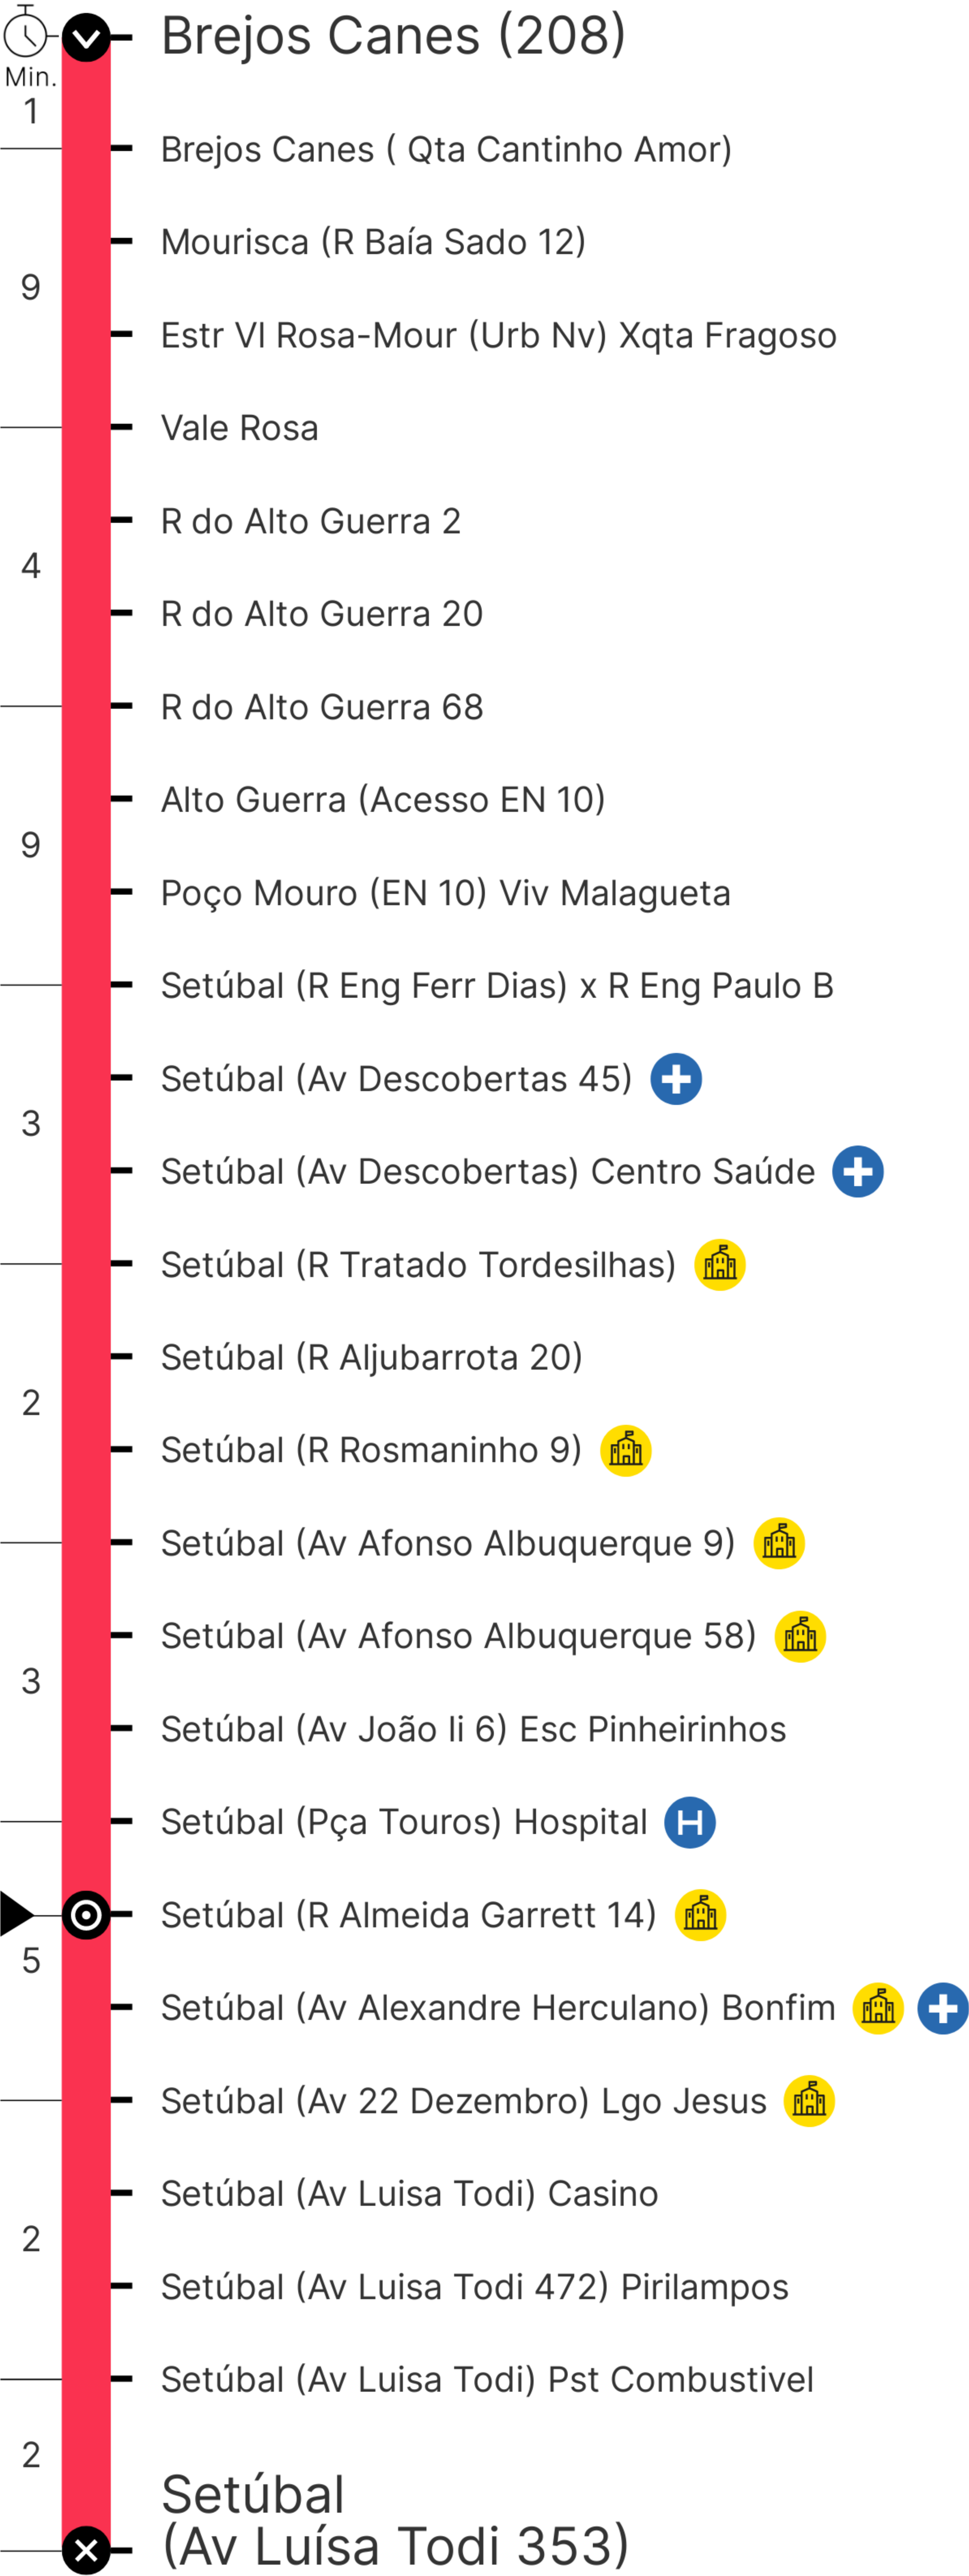 Brejos Canes (208)
Min.
1
Brejos Canes ( Qta Cantinho Amor)
Mourisca (R Baía Sado 12)
9
Estr Vl Rosa-Mour (Urb Nv) Xqta Fragoso
Vale Rosa
R do Alto Guerra 2
4
R do Alto Guerra 20
R do Alto Guerra 68
Alto Guerra (Acesso EN 10)
9
Poço Mouro (EN 10) Viv Malagueta
Setúbal (R Eng Ferr Dias) x R Eng Paulo B
Setúbal (Av Descobertas 45)
3
Setúbal (Av Descobertas) Centro Saúde
Setúbal (R Tratado Tordesilhas)
Setúbal (R Aljubarrota 20)
2
Setúbal (R Rosmaninho 9)
Setúbal (Av Afonso Albuquerque 9)
Setúbal (Av Afonso Albuquerque 58)
3
Setúbal (Av João Ii 6) Esc Pinheirinhos
Setúbal (Pça Touros) Hospital H
Setúbal (R Almeida Garrett 14)
5
Setúbal (Av Alexandre Herculano) Bonfim
Setúbal (Av 22 Dezembro) Lgo Jesus
Setúbal (Av Luisa Todi) Casino
2
Setúbal (Av Luisa Todi 472) Pirilampos
Setúbal (Av Luisa Todi) Pst Combustivel
2
Setúbal
(Av Luísa Todi 353)